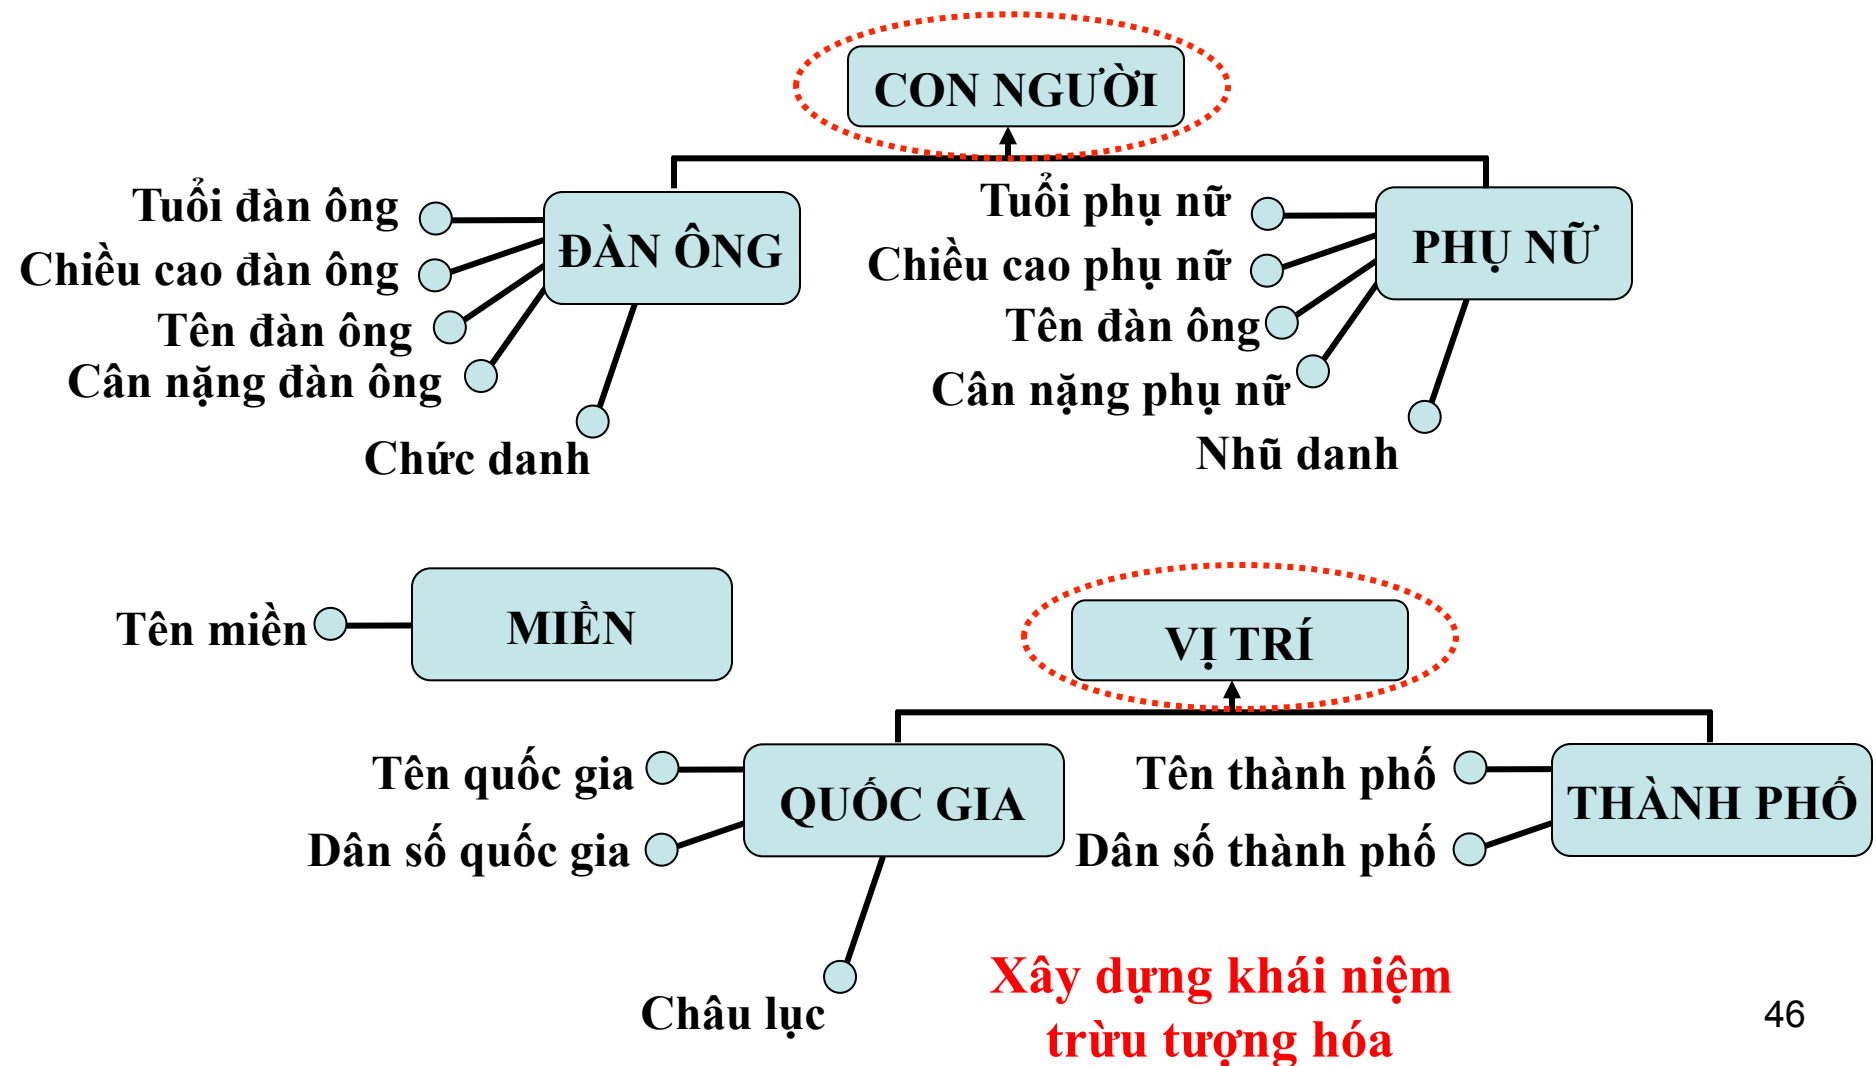 CON NGƯỜI
Tuổi đàn ông
Chiều cao đàn ông
Tên đàn ông
Cân nặng đàn ông
ĐÀN ÔNG
Chức danh
Tuổi phụ nữ
Chiều cao phụ nữ
Tên đàn ông
Cân nặng phụ nữ
PHỤ NỮ
Nhũ danh
Tên miền
MIỀN
VỊ TRÍ
Tên quốc gia
Dân số quốc gia
QUỐC GIA
Châu lục
Tên thành phố
Dân số thành phố
THÀNH PHỐ
Xây dựng khái niệm
trừu tượng hóa
46